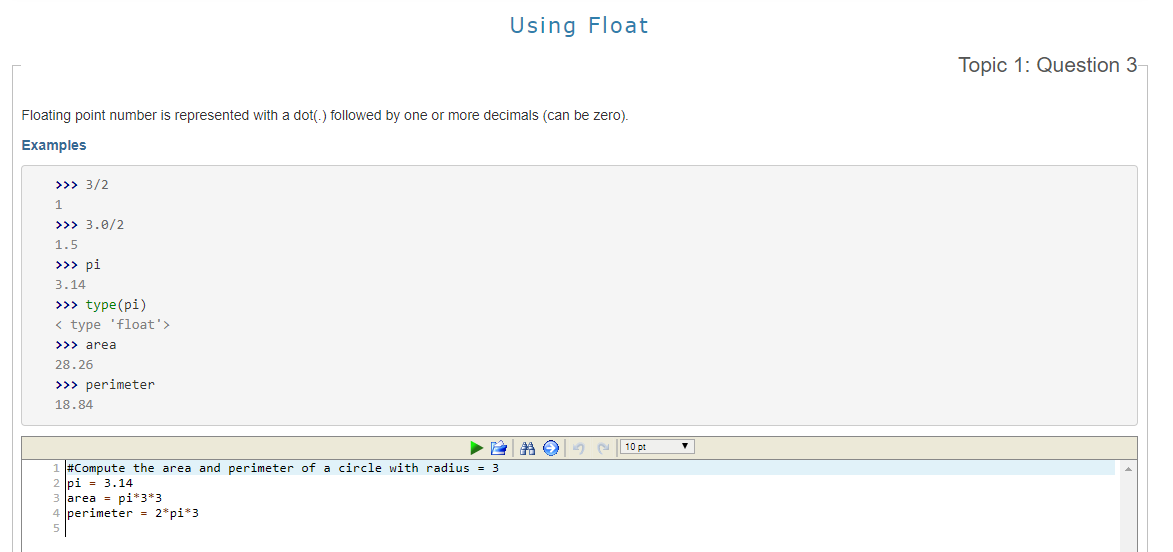 Using Float
Topic 1: Question 3
Floating point number is represented with a dot(.) followed by one or more decimals (can be zero).
Examples
>>> 3/2
1
>>> 3.0/2
1.5
>>> pi
3.14
>>> type(pi)
< type 'float'>
>>> area
28.26
>>> perimeter
18.84
10 pt
1 #Compute the area and perimeter of a circle with radius = 3
2 pi = 3.14
3 area = pi*3*3
4 perimeter = 2*pi*3
5